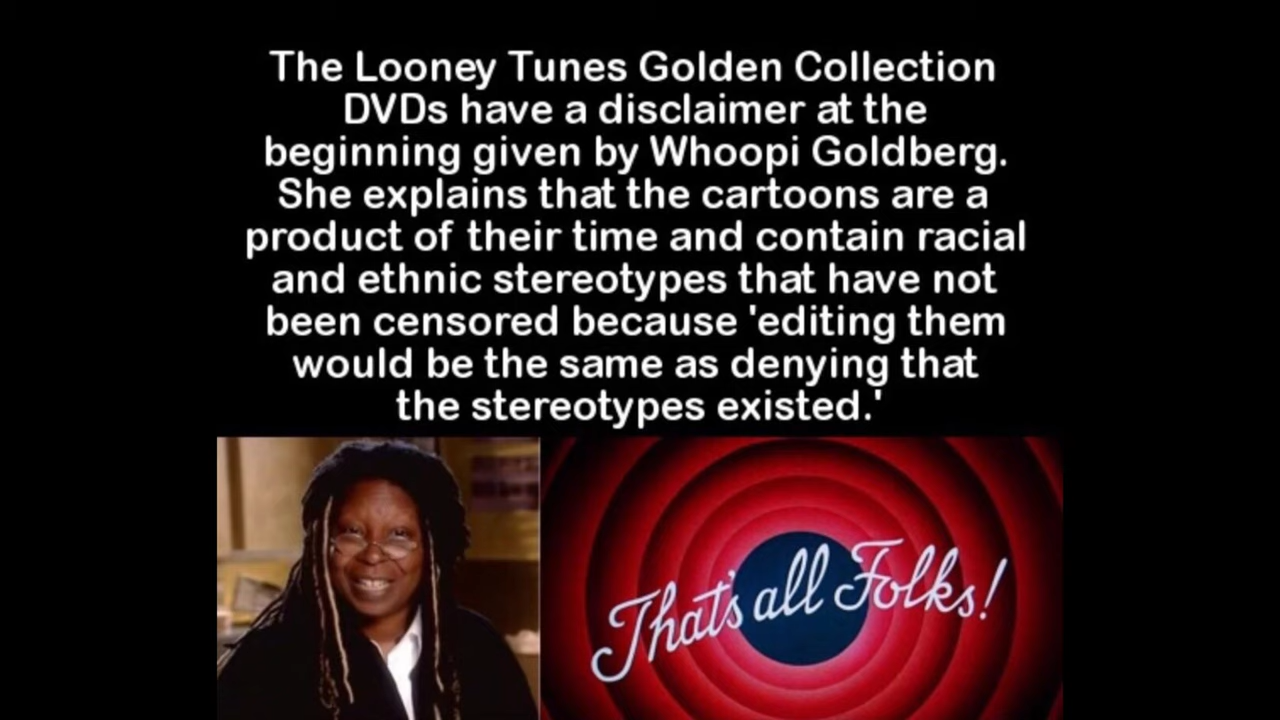 The Looney Tunes Golden Collection
DVDs have a disclaimer at the
beginning given by Whoopi Goldberg.
She explains that the cartoons are a
product of their time and contain racial
and ethnic stereotypes that have not
been censored because 'editing them
would be the same as denying that
the stereotypes existed.'
That's all Folks!